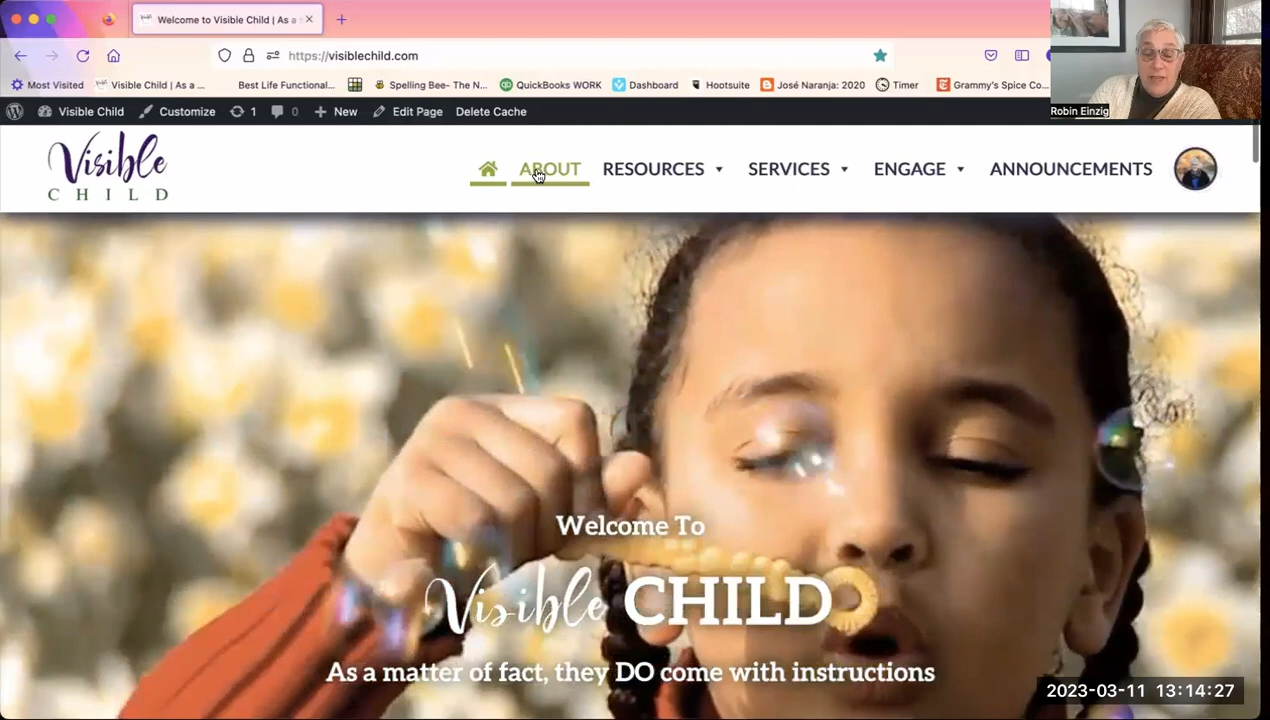 Welcome to Visible Child | As a
https://visiblechild.com
Most Visited Visible Child | As a ... Best Life Functional... Spelling Bee- The N... QuickBooks WORK Dashboard Hootsuite José Naranja: 2020 Timer Grammy's Spice Co...
Robin Einzig
Visible Child Customize 1 0 New Edit Page Delete Cache
Visible
CHILD
ABOUT RESOURCES SERVICES ENGAGE ANNOUNCEMENTS
Welcome To
Visible CHILD
As a matter of fact, they DO come with instructions
2023-03-11 13:14:27